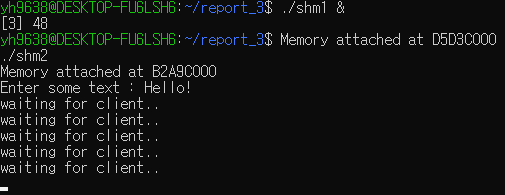 yh9638@DESKTOP-FU6LSH6:~/report_3$ ./shm1 &
[3] 48
yh9638@DESKTOP-FU6LSH6:~/report_3$ Memory attached at D5D3C000
./shm2
Memory attached at B2A9C000
Enter some text : Hello!
waiting for client..
waiting for client..
waiting for client..
waiting for client..
waiting for client..